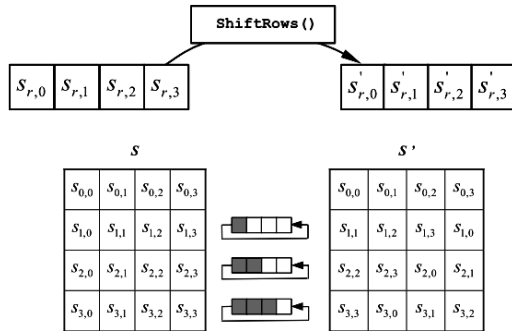 ShiftRows()
S_{r,0} S_{r,1} S_{r,2} S_{r,3} S'_{r,0} S'_{r,1} S'_{r,2} S'_{r,3}
S S'
S_{0,0} S_{0,1} S_{0,2} S_{0,3} S_{0,0} S_{0,1} S_{0,2} S_{0,3}
S_{1,0} S_{1,1} S_{1,2} S_{1,3} S_{1,1} S_{1,2} S_{1,3} S_{1,0}
S_{2,0} S_{2,1} S_{2,2} S_{2,3} S_{2,2} S_{2,3} S_{2,0} S_{2,1}
S_{3,0} S_{3,1} S_{3,2} S_{3,3} S_{3,3} S_{3,0} S_{3,1} S_{3,2}